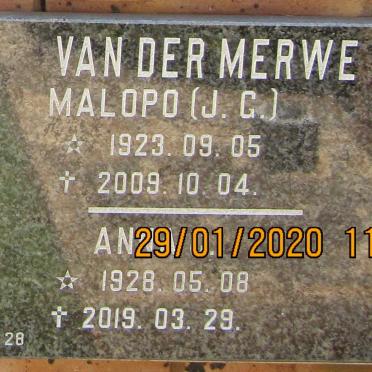 VAN DER MERWE
MALOPO (J. G.)
☆ 1923. 09. 05
✝ 2009. 10. 04.
29/01/2020 11
☆ 1928. 05. 08
✝ 2019. 03. 29.
28